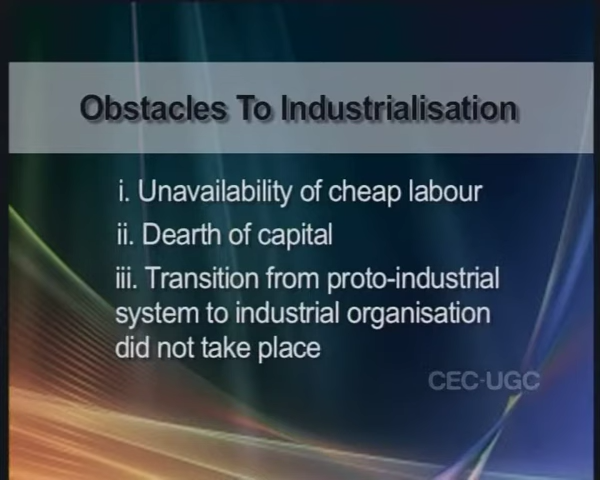 Obstacles To Industrialisation
i. Unavailability of cheap labour
ii. Dearth of capital
iii. Transition from proto-industrial
system to industrial organisation
did not take place
CEC-UGC